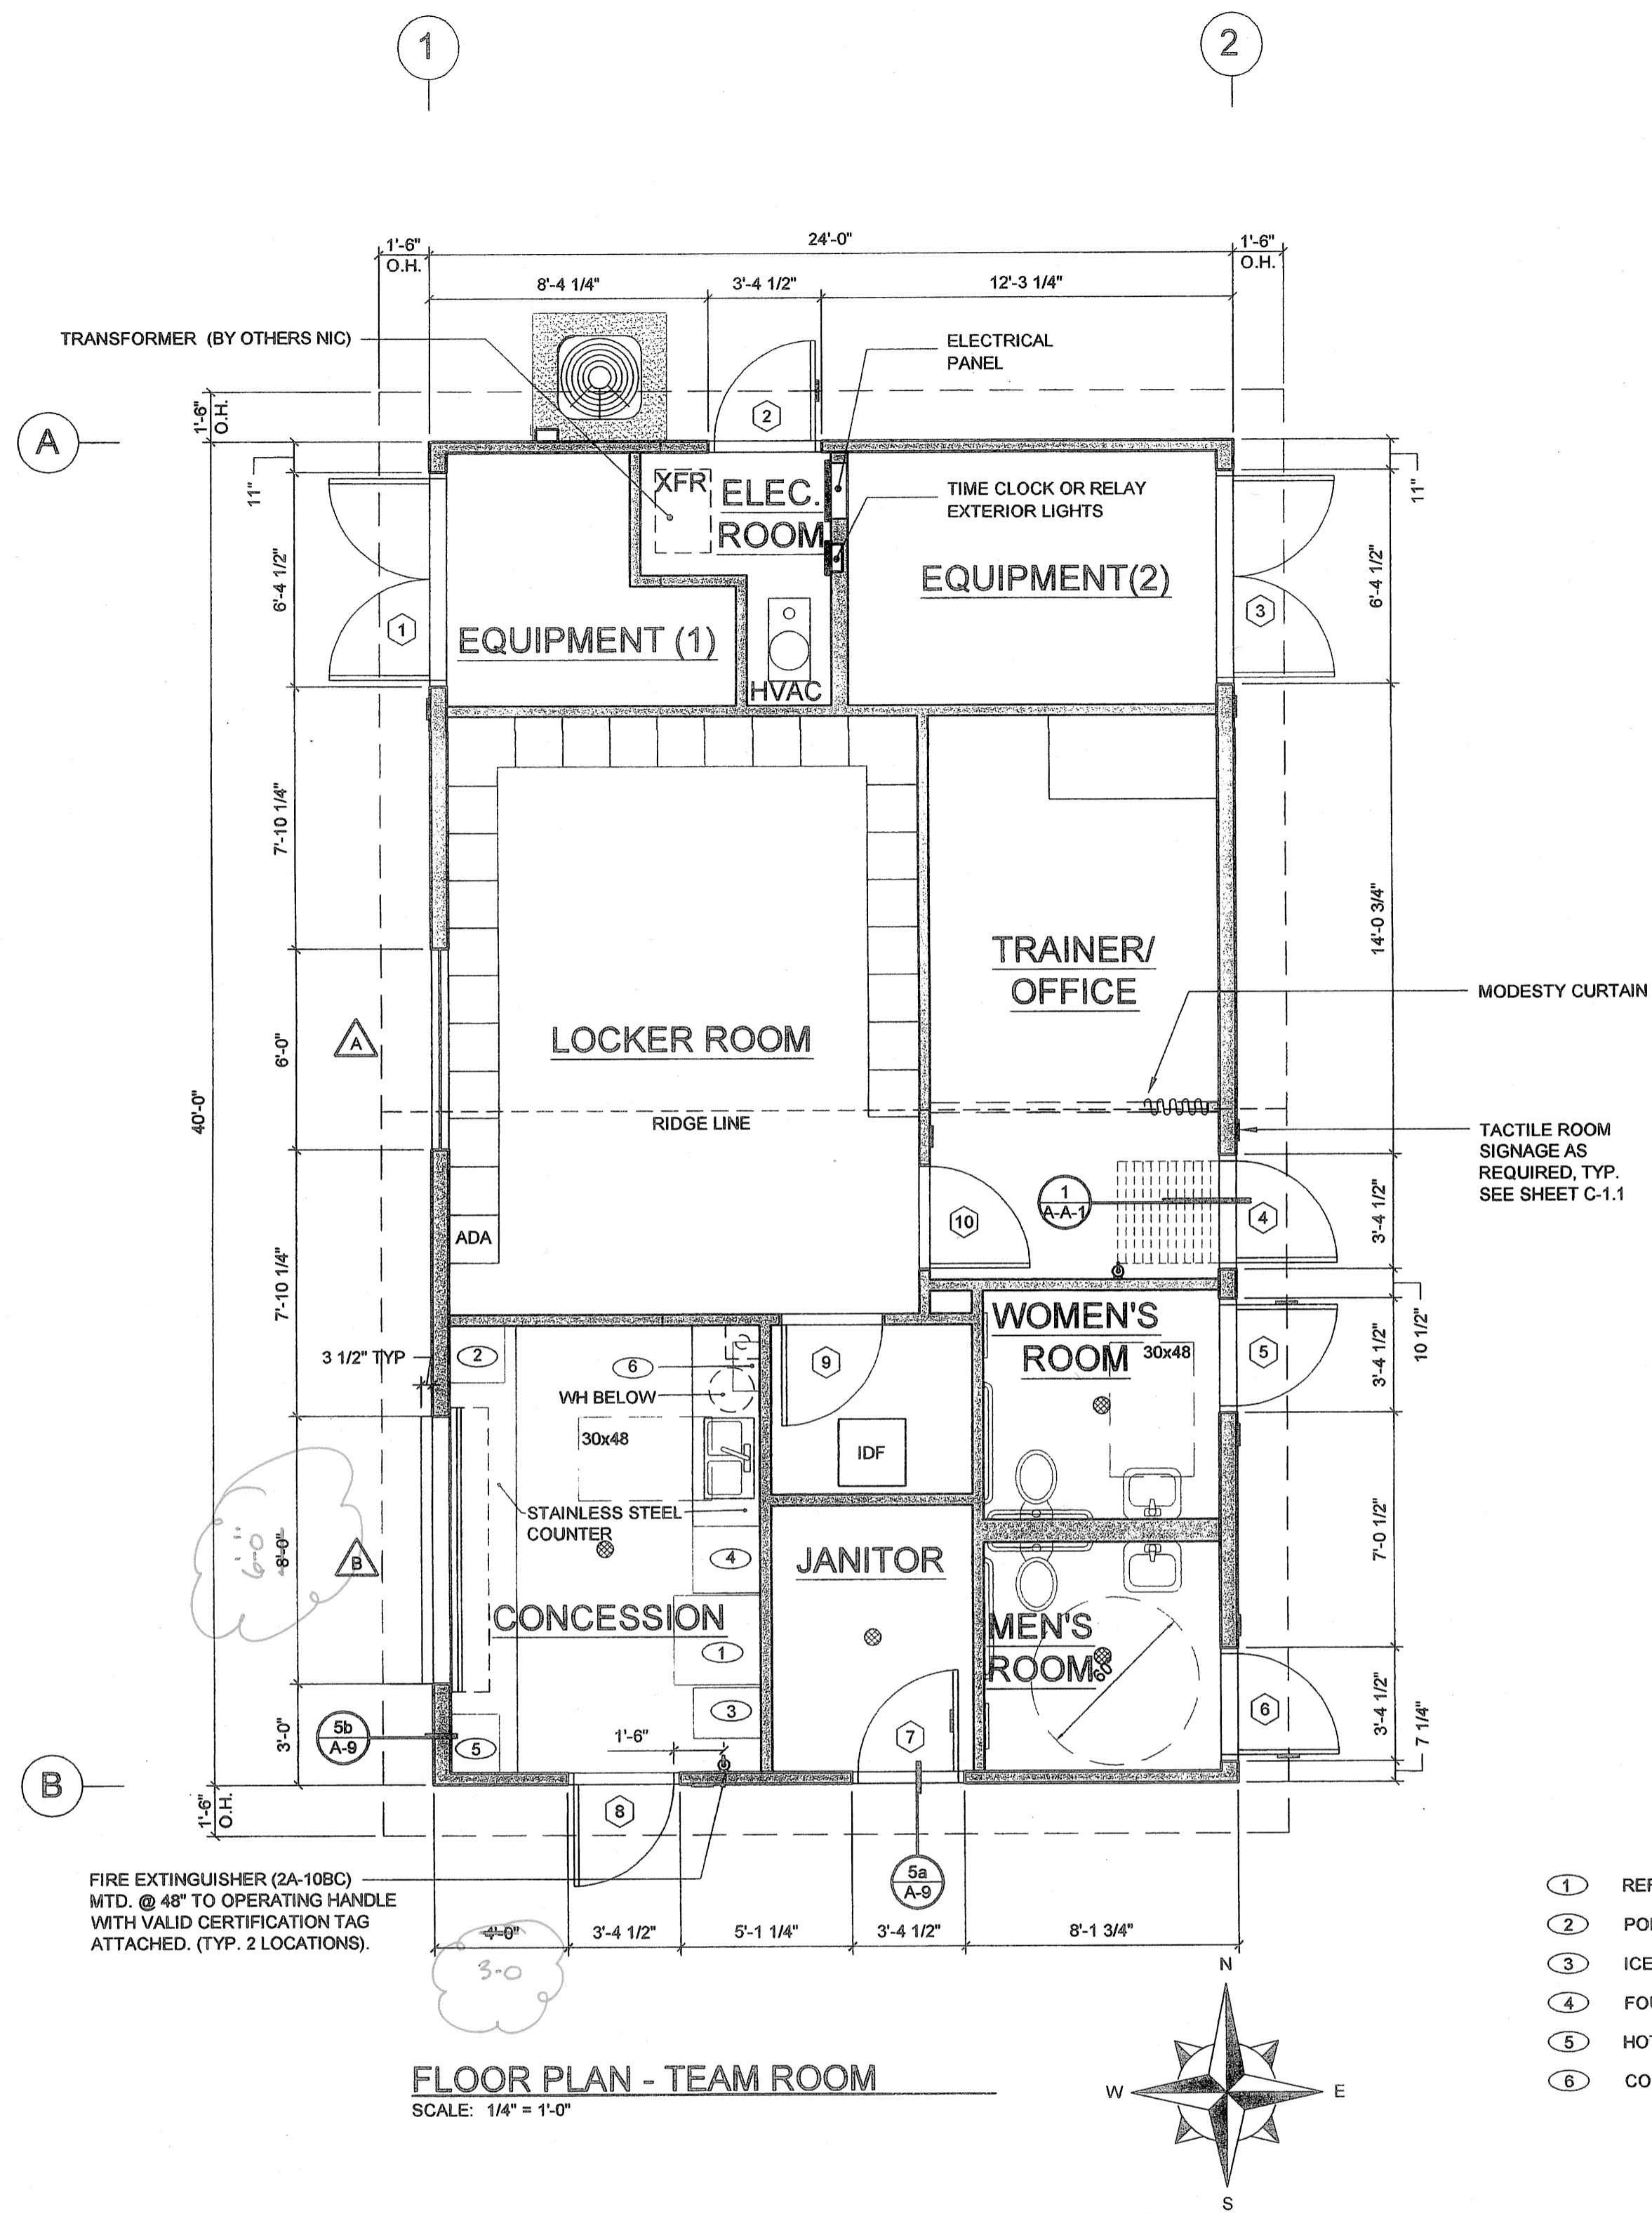 1
2
24'-0"
1'-6"
O.H.
1'-6"
O.H.
8'-4 1/4"
3'-4 1/2"
12'-3 1/4"
TRANSFORMER (BY OTHERS NIC)
ELECTRICAL
PANEL
1'-6"
O.H.
2
A
11"
XFR
ELEC.
ROOM
TIME CLOCK OR RELAY
EXTERIOR LIGHTS
11"
6'-4 1/2"
EQUIPMENT(2)
6'-4 1/2"
1
EQUIPMENT (1)
3
HVAC
7'-10 1/4"
14'-0 3/4"
TRAINER/
OFFICE
MODESTY CURTAIN
LOCKER ROOM
A
6'-0"
40'-0"
RIDGE LINE
TACTILE ROOM
SIGNAGE AS
REQUIRED, TYP.
SEE SHEET C-1.1
1
A-A-1
10
4
3'-4 1/2"
ADA
7'-10 1/4"
WOMEN'S
ROOM
30x48
3 1/2" TYP
2
6
9
5
3'-4 1/2"
10 1/2"
WH BELOW
30x48
IDF
STAINLESS STEEL
COUNTER
6'-0"
8'-0"
B
4
JANITOR
7'-0 1/2"
CONCESSION
MEN'S
ROOM
60
1
3
5b
A-9
3'-0"
5
1'-6"
7
6
3'-4 1/2"
7 1/4"
B
1'-6"
O.H.
8
FIRE EXTINGUISHER (2A-10BC)
MTD. @ 48" TO OPERATING HANDLE
WITH VALID CERTIFICATION TAG
ATTACHED. (TYP. 2 LOCATIONS).
5a
A-9
4'-0"
3'-4 1/2"
5'-1 1/4"
3'-4 1/2"
8'-1 3/4"
3-0
1
2
3 ICE
4
5
6
N
W
E
S
FLOOR PLAN - TEAM ROOM
SCALE: 1/4" = 1'-0"